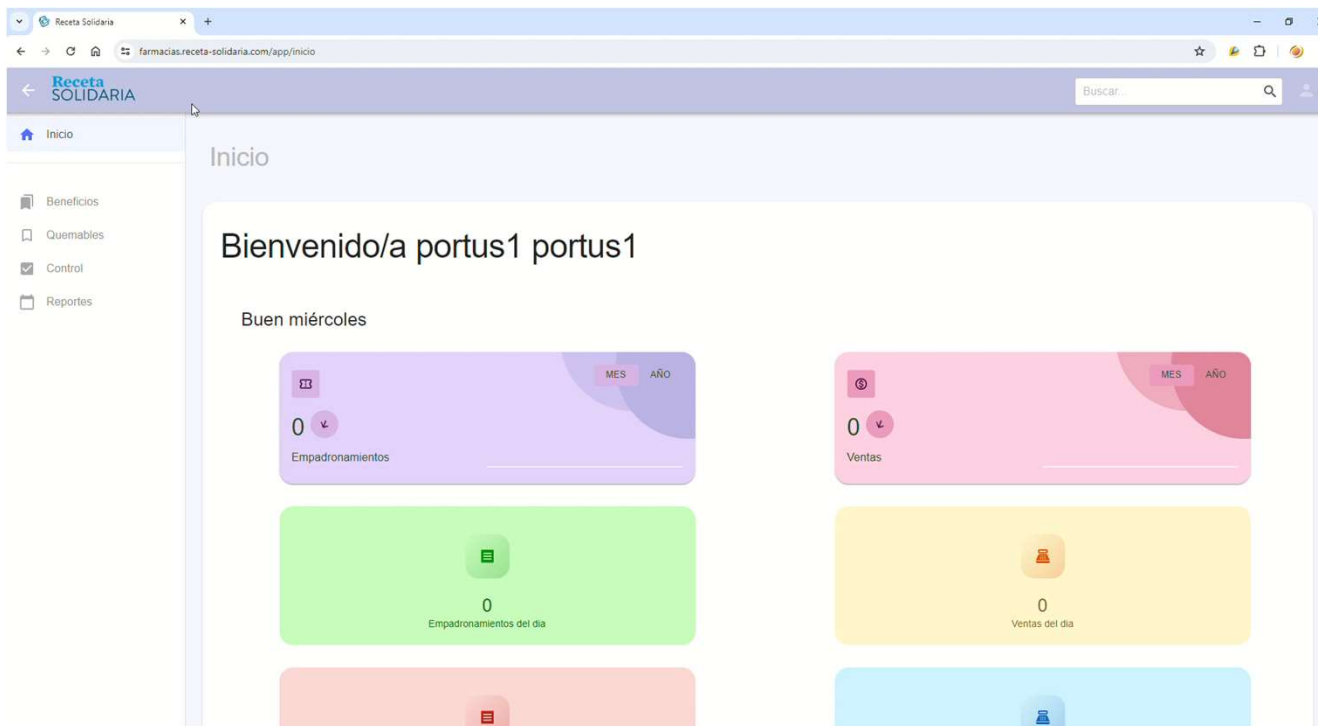 Receta Solidaria
farmacias.receta-solidaria.com/app/inicio
Receta
SOLIDARIA
Buscar...
Inicio
Beneficios
Quemables
Control
Reportes
Inicio
Bienvenido/a portus1 portus1
Buen miércoles
MES AÑO
0
Empadronamientos
MES AÑO
0
Ventas
0
Empadronamientos del dia
0
Ventas del dia